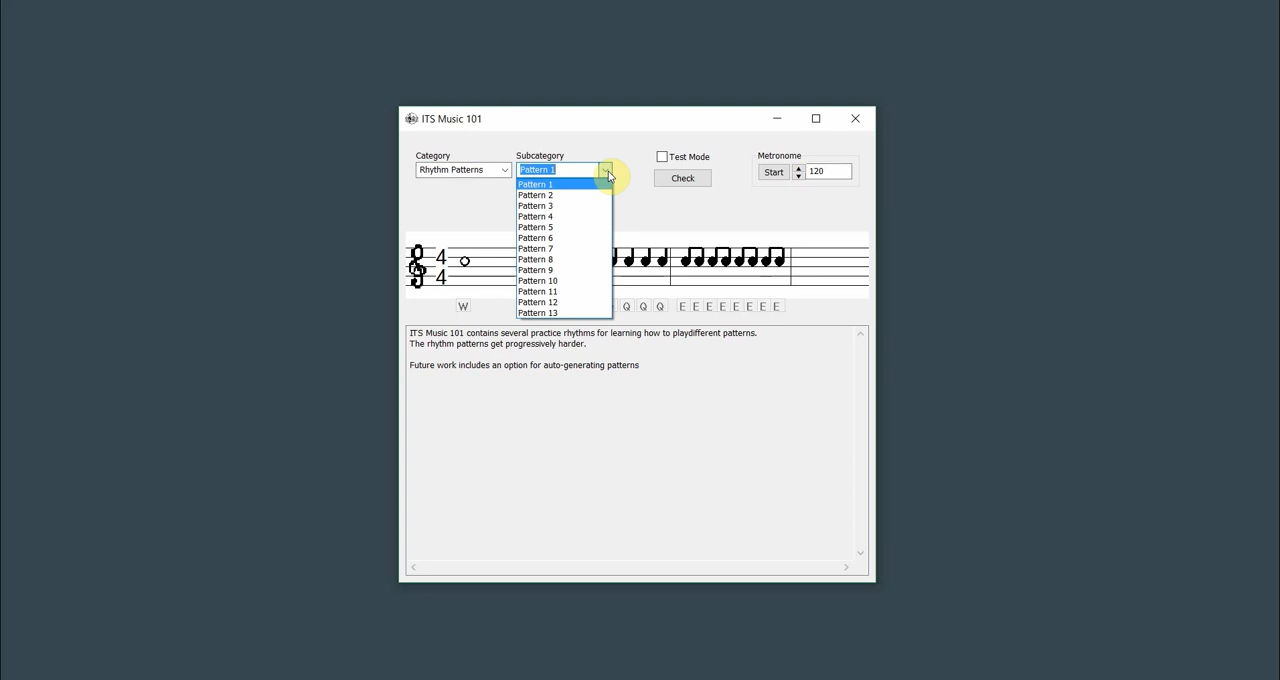 ITS Music 101
Category
Subcategory
Test Mode
Metronome
Rhythm Patterns
Pattern 1
Check
Start
120
Pattern 1
Pattern 2
Pattern 3
Pattern 4
Pattern 5
Pattern 6
Pattern 7
Pattern 8
Pattern 9
Pattern 10
Pattern 11
Pattern 12
Pattern 13
4
4
W Q Q Q E E E E E E E E
ITS Music 101 contains several practice rhythms for learning how to playdifferent patterns.
The rhythm patterns get progressively harder.
Future work includes an option for auto-generating patterns